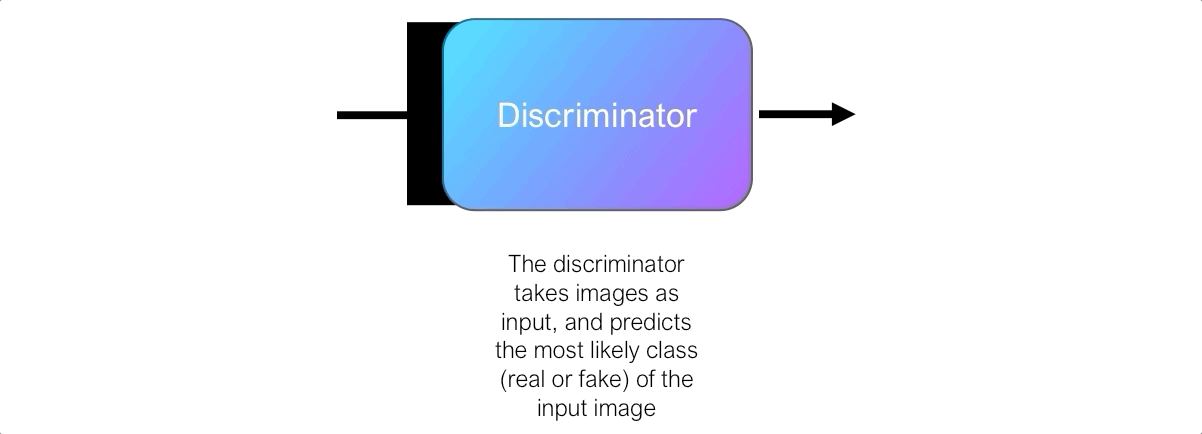 Discriminator
The discriminator
takes images as
input, and predicts
the most likely class
(real or fake) of the
input image